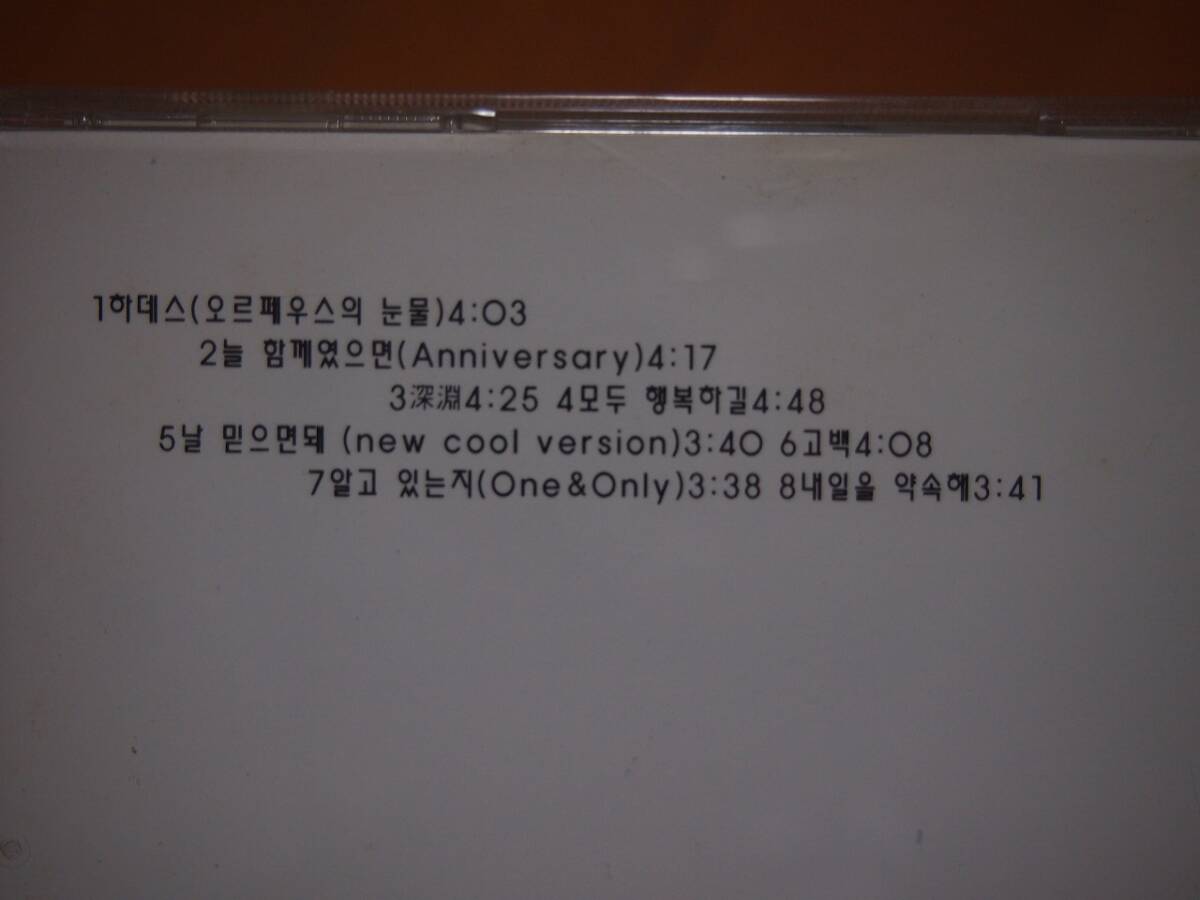 1하데스(오르페우스의 눈물)4:03
2늘 함께였으면(Anniversary)4:17
3深淵4:25 4모두 행복하길4:48
5날 믿으면돼 (new cool version)3:40 6고백4:08
7알고 있는지(One&Only)3:38 8내일을 약속해3:41